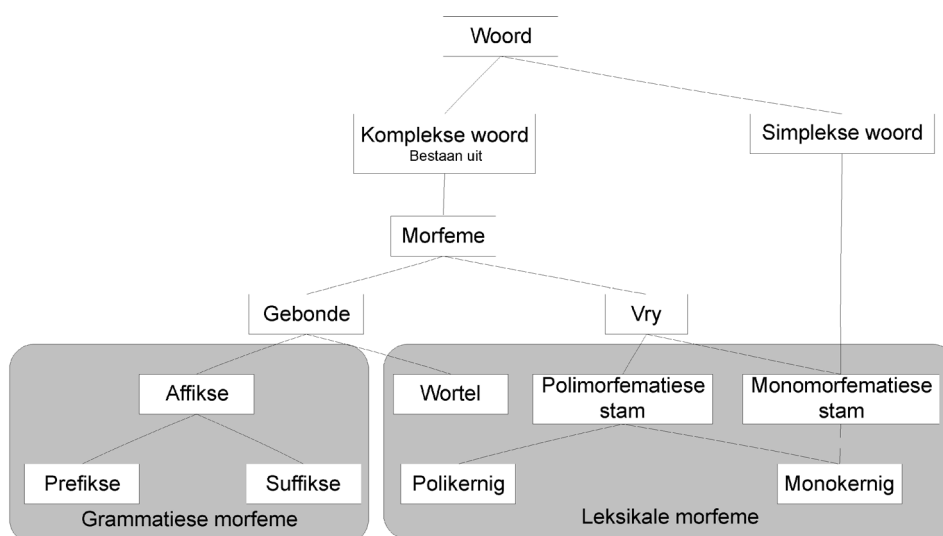 Woord
Komplekse woord
Bestaan uit
Simplekse woord
Morfeme
Gebonde
Vry
Affikse
Wortel
Polimorfematiese
stam
Monomorfematiese
stam
Prefikse
Suffikse
Polikernig
Monokernig
Grammatiese morfeme
Leksikale morfeme